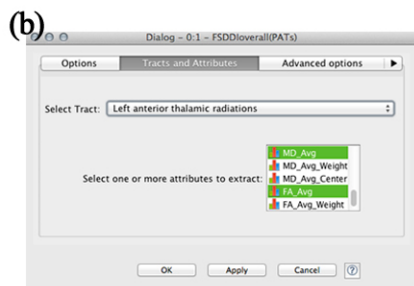 (b)
Dialog - 0:1 - FSDDIoverall(PATs)
Options Tracts and Attributes Advanced options
Select Tract: Left anterior thalamic radiations
MD_Avg
MD_Avg_Weight
Select one or more attributes to extract: MD_Avg_Center
FA_Avg
FA_Avg_Weight
OK Apply Cancel ?